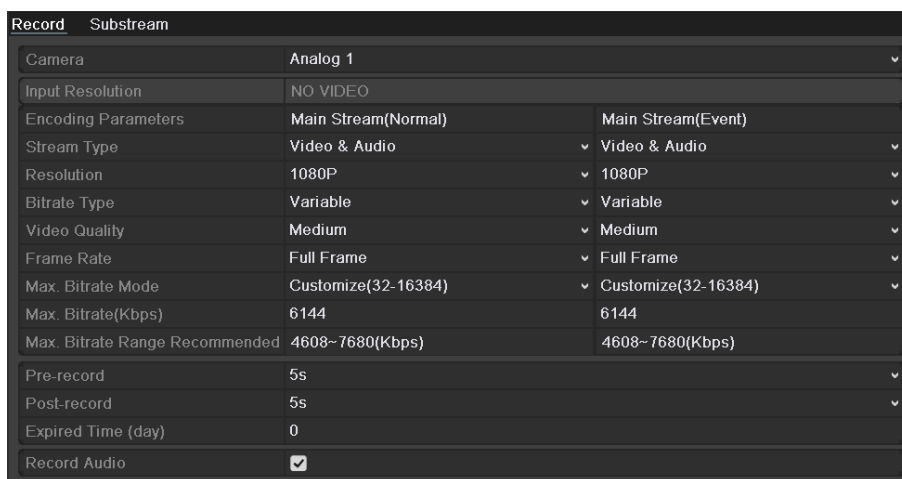 Record Substream
Camera Analog 1
Input Resolution NO VIDEO
Encoding Parameters Main Stream(Normal) Main Stream(Event)
Stream Type Video & Audio Video & Audio
Resolution 1080P 1080P
Bitrate Type Variable Variable
Video Quality Medium Medium
Frame Rate Full Frame Full Frame
Max. Bitrate Mode Customize(32-16384) Customize(32-16384)
Max. Bitrate(Kbps) 6144 6144
Max. Bitrate Range Recommended 4608~7680(Kbps) 4608~7680(Kbps)
Pre-record 5s
Post-record 5s
Expired Time (day) 0
Record Audio